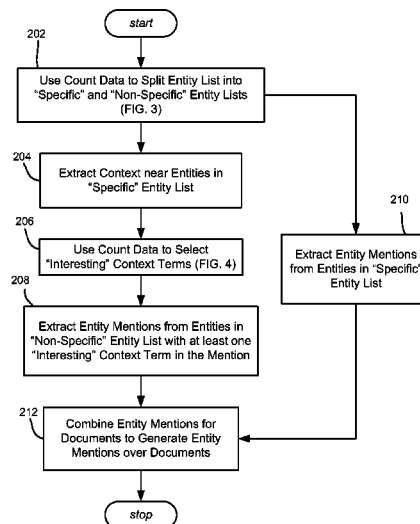 start
202
Use Count Data to Split Entity List into
"Specific" and "Non-Specific" Entity Lists
(FIG. 3)
204
Extract Context near Entities in
"Specific" Entity List
206
Use Count Data to Select
"Interesting" Context Terms (FIG. 4)
208
Extract Entity Mentions from Entities in
"Non-Specific" Entity List with at least one
"Interesting" Context Term in the Mention
210
Extract Entity Mentions
from Entities in "Specific"
Entity List
212
Combine Entity Mentions for
Documents to Generate Entity
Mentions over Documents
stop